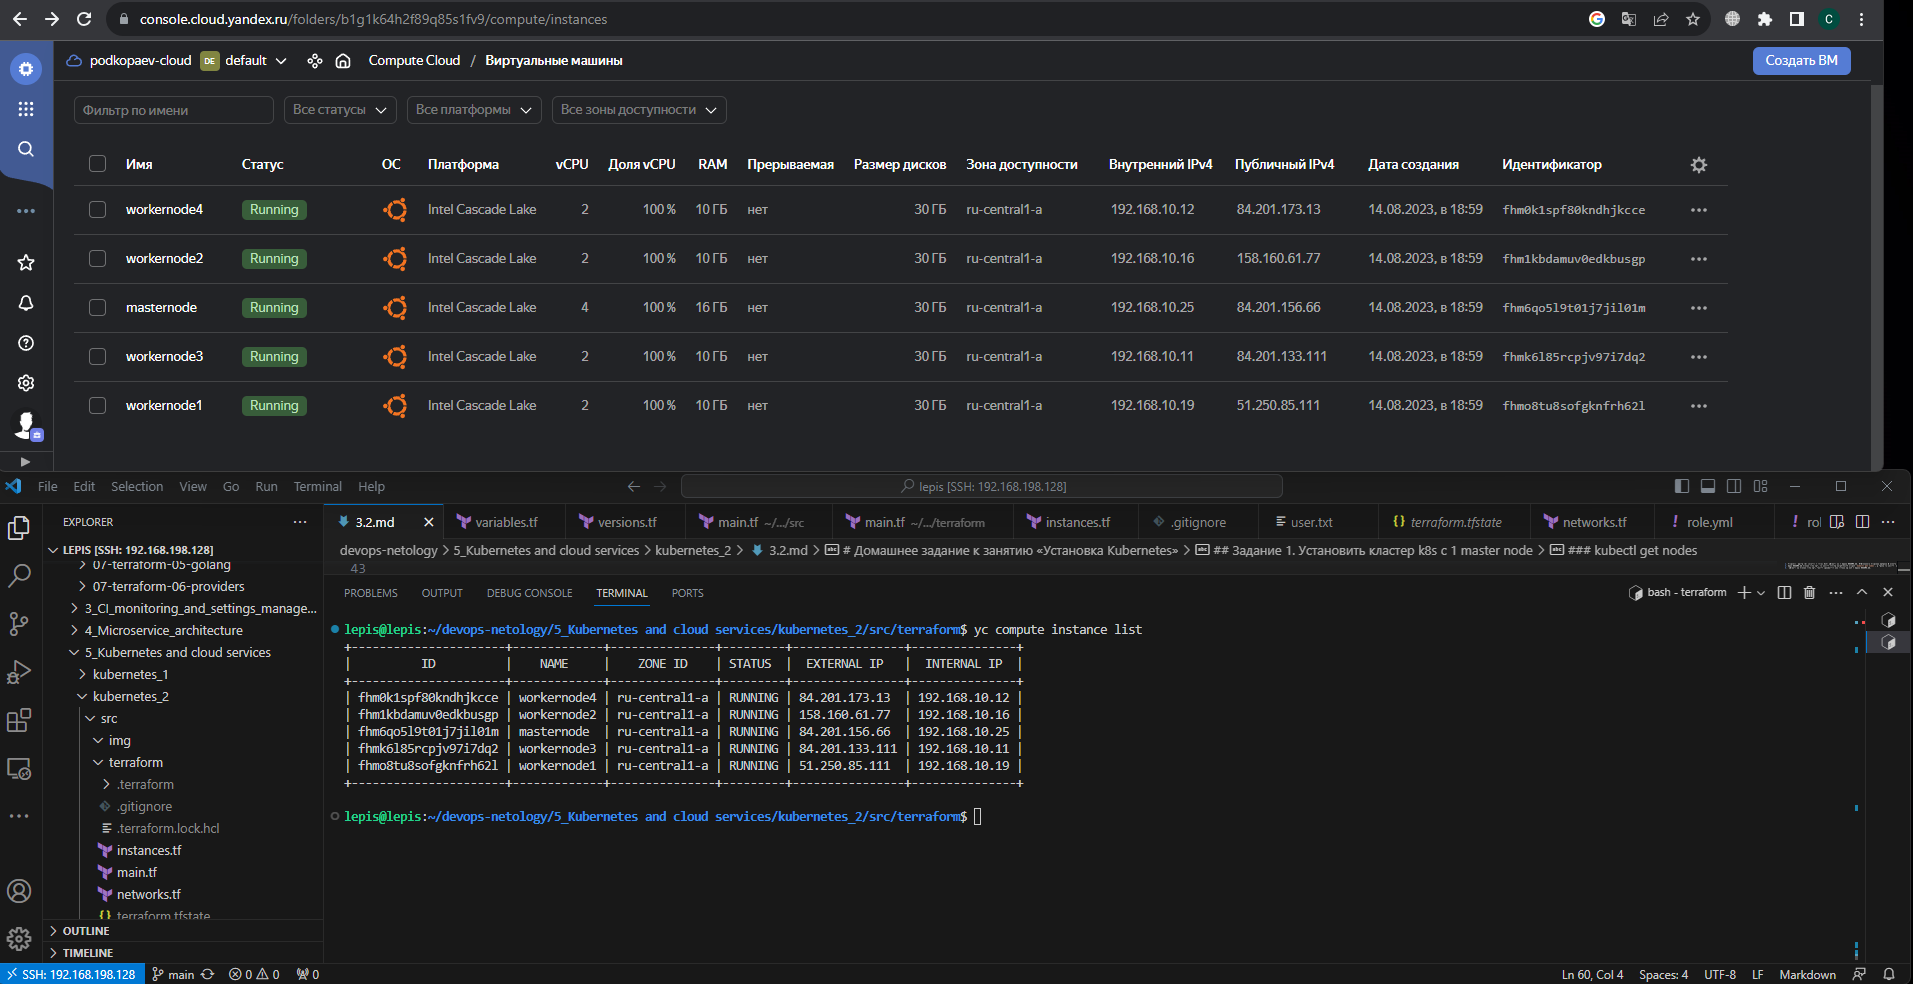 console.cloud.yandex.ru/folders/b1g1k64h2f89q85s1fv9/compute/instances
C
podkopaev-cloud DE default Compute Cloud / Виртуальные машины Создать ВМ
Фильтр по имени Все статусы Все платформы Все зоны доступности
Имя Статус ОС Платформа vCPU Доля vCPU RAM Прерываемая Размер дисков Зона доступности Внутренний IPv4 Публичный IPv4 Дата создания Идентификатор
workernode4 Running Intel Cascade Lake 2 100 % 10 ГБ нет 30 ГБ ru-central1-a 192.168.10.12 84.201.173.13 14.08.2023, в 18:59 fhm0k1spf80kndhjkcce
workernode2 Running Intel Cascade Lake 2 100 % 10 ГБ нет 30 ГБ ru-central1-a 192.168.10.16 158.160.61.77 14.08.2023, в 18:59 fhm1kbdamuv0edkbusgp
masternode Running Intel Cascade Lake 4 100 % 16 ГБ нет 30 ГБ ru-central1-a 192.168.10.25 84.201.156.66 14.08.2023, в 18:59 fhm6qo5l9t01j7jil01m
workernode3 Running Intel Cascade Lake 2 100 % 10 ГБ нет 30 ГБ ru-central1-a 192.168.10.11 84.201.133.111 14.08.2023, в 18:59 fhmk6l85rcpjv97i7dq2
workernode1 Running Intel Cascade Lake 2 100 % 10 ГБ нет 30 ГБ ru-central1-a 192.168.10.19 51.250.85.111 14.08.2023, в 18:59 fhmo8tu8sofgknfrh62l
File Edit Selection View Go Run Terminal Help lepis [SSH: 192.168.198.128]
EXPLORER
LEPIS [SSH: 192.168.198.128]
07-terraform-05-golang
07-terraform-06-providers
3_CI_monitoring_and_settings_manage...
4_Microservice_architecture
5_Kubernetes and cloud services
kubernetes_1
kubernetes_2
src
img
terraform
.terraform
.gitignore
.terraform.lock.hcl
instances.tf
main.tf
networks.tf
terraform.tfstate
OUTLINE
TIMELINE
3.2.md variables.tf versions.tf main.tf ~/.../src main.tf ~/.../terraform instances.tf .gitignore user.txt terraform.tfstate networks.tf role.yml rol
devops-netology > 5_Kubernetes and cloud services > kubernetes_2 > 3.2.md > # Домашнее задание к занятию «Установка Kubernetes» > ## Задание 1. Установить кластер k8s с 1 master node > ### kubectl get nodes
43
PROBLEMS OUTPUT DEBUG CONSOLE TERMINAL PORTS bash - terraform
lepis@lepis:~/devops-netology/5_Kubernetes and cloud services/kubernetes_2/src/terraform$ yc compute instance list
+----------------------+-------------+---------------+---------+----------------+---------------+
| ID | NAME | ZONE ID | STATUS | EXTERNAL IP | INTERNAL IP |
+----------------------+-------------+---------------+---------+----------------+---------------+
| fhm0k1spf80kndhjkcce | workernode4 | ru-central1-a | RUNNING | 84.201.173.13 | 192.168.10.12 |
| fhm1kbdamuv0edkbusgp | workernode2 | ru-central1-a | RUNNING | 158.160.61.77 | 192.168.10.16 |
| fhm6qo5l9t01j7jil01m | masternode | ru-central1-a | RUNNING | 84.201.156.66 | 192.168.10.25 |
| fhmk6l85rcpjv97i7dq2 | workernode3 | ru-central1-a | RUNNING | 84.201.133.111 | 192.168.10.11 |
| fhmo8tu8sofgknfrh62l | workernode1 | ru-central1-a | RUNNING | 51.250.85.111 | 192.168.10.19 |
+----------------------+-------------+---------------+---------+----------------+---------------+
lepis@lepis:~/devops-netology/5_Kubernetes and cloud services/kubernetes_2/src/terraform$
SSH: 192.168.198.128 main 0 0 0 Ln 60, Col 4 Spaces: 4 UTF-8 LF Markdown